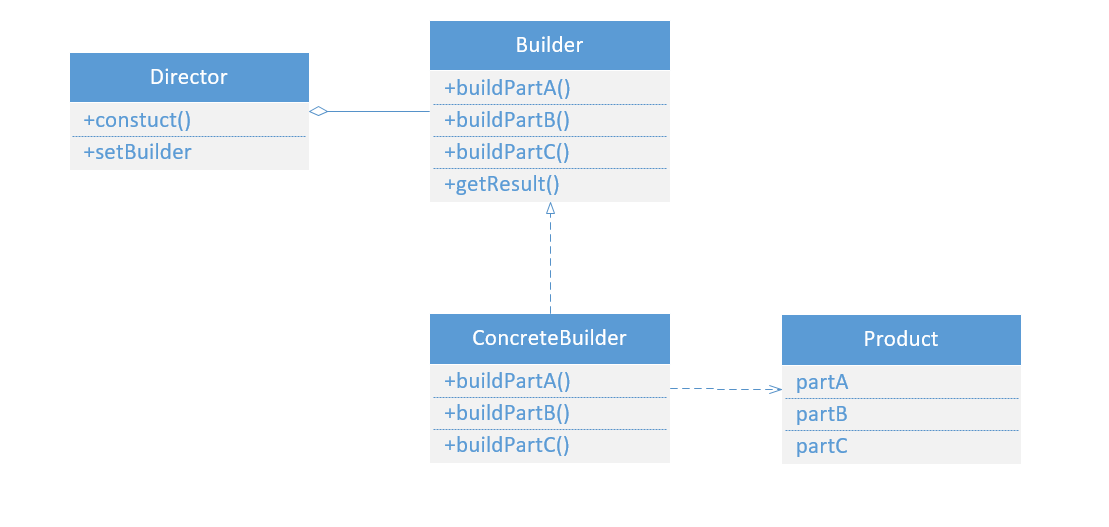 Director
+constuct()
+setBuilder
Builder
+buildPartA()
+buildPartB()
+buildPartC()
+getResult()
ConcreteBuilder
+buildPartA()
+buildPartB()
+buildPartC()
Product
partA
partB
partC